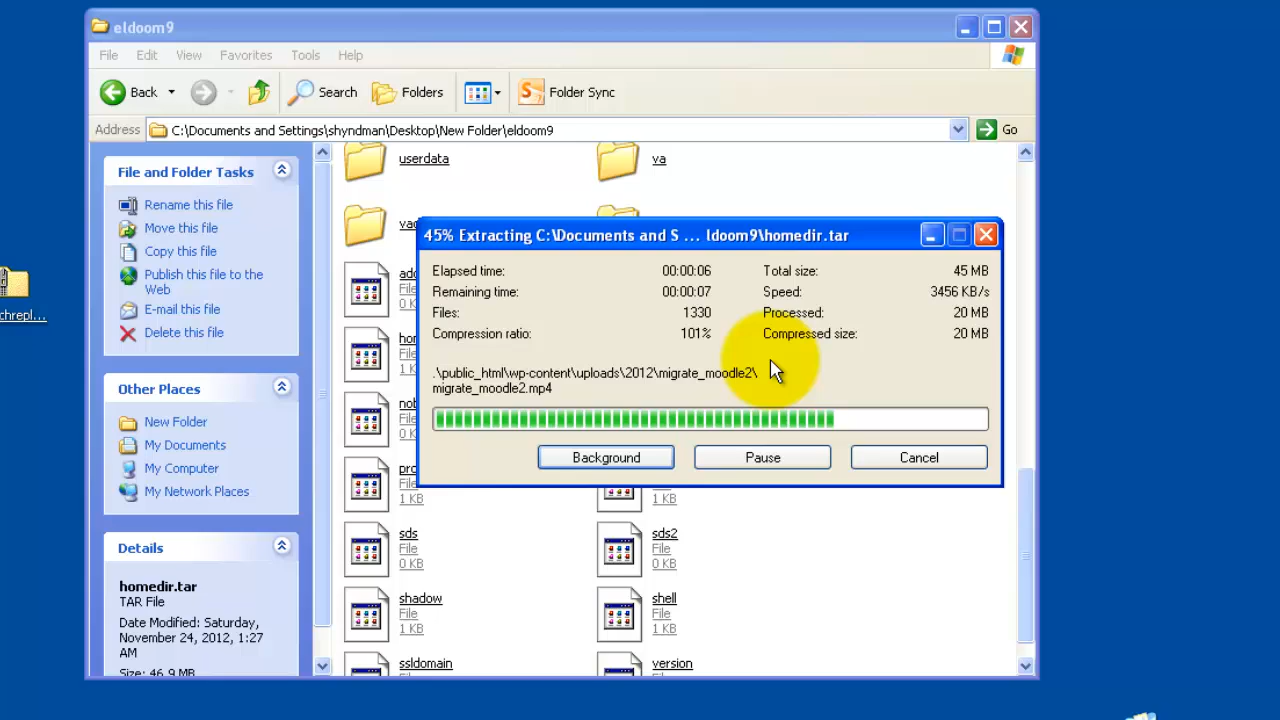 eldoom9
File Edit View Favorites Tools Help
Back Search Folders Folder Sync
Address C:\Documents and Settings\shyndman\Desktop\New Folder\eldoom9 Go
File and Folder Tasks
Rename this file
Move this file
Copy this file
Publish this file to the
Web
E-mail this file
Delete this file
Other Places
New Folder
My Documents
My Computer
My Network Places
Details
homedir.tar
TAR File
Date Modified: Saturday,
November 24, 2012, 1:27
AM
Size: 46.9 MB
chrepl...
userdata
va
45% Extracting C:\Documents and S ... ldoom9\homedir.tar
Elapsed time: 00:00:06 Total size: 45 MB
Remaining time: 00:00:07 Speed: 3456 KB/s
Files: 1330 Processed: 20 MB
Compression ratio: 101% Compressed size: 20 MB
.\public_html\wp-content\uploads\2012\migrate_moodle2\
migrate_moodle2.mp4
Background Pause Cancel
1 KB
1 KB
sds
File
0 KB
sds2
File
0 KB
shadow
File
1 KB
shell
File
1 KB
ssldomain
version